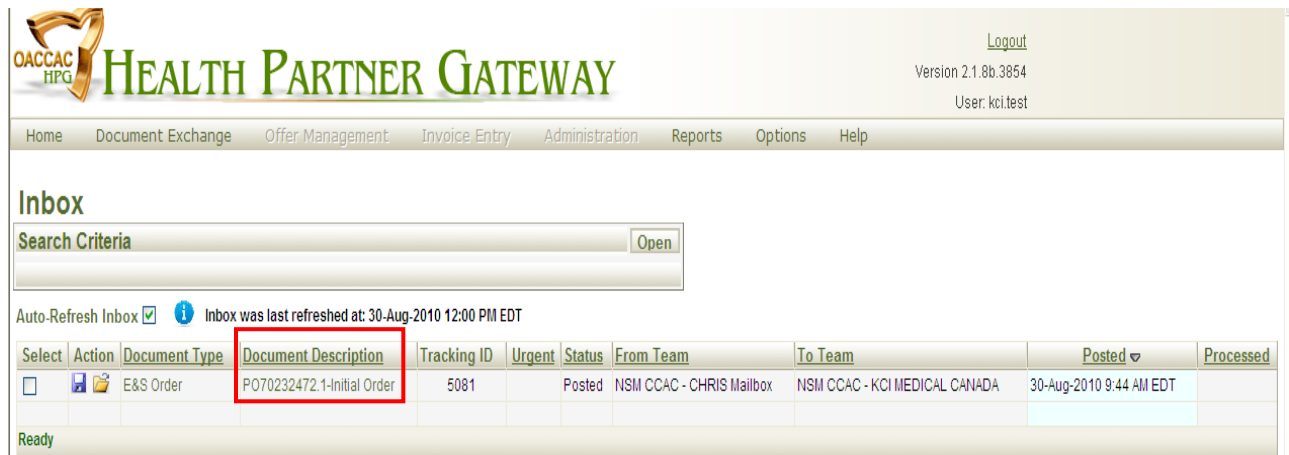 OACCAC
HPG
HEALTH PARTNER GATEWAY
Logout
Version 2.1.8b.3854
User: kci.test
Home Document Exchange Offer Management Invoice Entry Administration Reports Options Help
Inbox
Search Criteria Open
Auto-Refresh Inbox Inbox was last refreshed at: 30-Aug-2010 12:00 PM EDT
Select Action Document Type Document Description Tracking ID Urgent Status From Team To Team Posted Processed
E&S Order PO70232472.1-Initial Order 5081 Posted NSM CCAC - CHRIS Mailbox NSM CCAC - KCI MEDICAL CANADA 30-Aug-2010 9:44 AM EDT
Ready